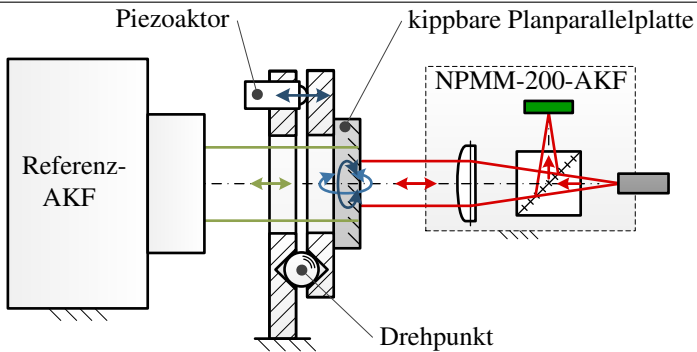 Piezoaktor
kippbare Planparallelplatte
NPMM-200-AKF
Referenz-
AKF
Drehpunkt